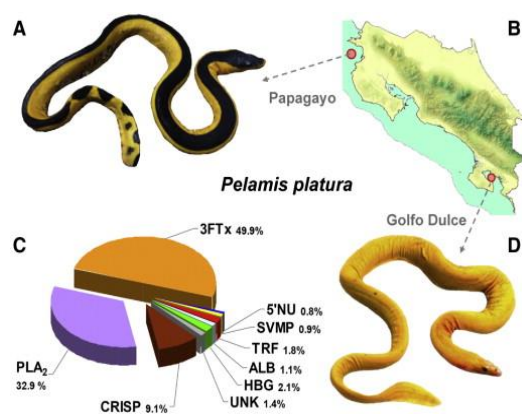 A
B
Papagayo
Pelamis platura
Golfo Dulce
C
D
3FTx 49.9%
5'NU 0.8%
SVMP 0.9%
TRF 1.8%
ALB 1.1%
HBG 2.1%
UNK 1.4%
CRISP 9.1%
PLA₂
32.9 %